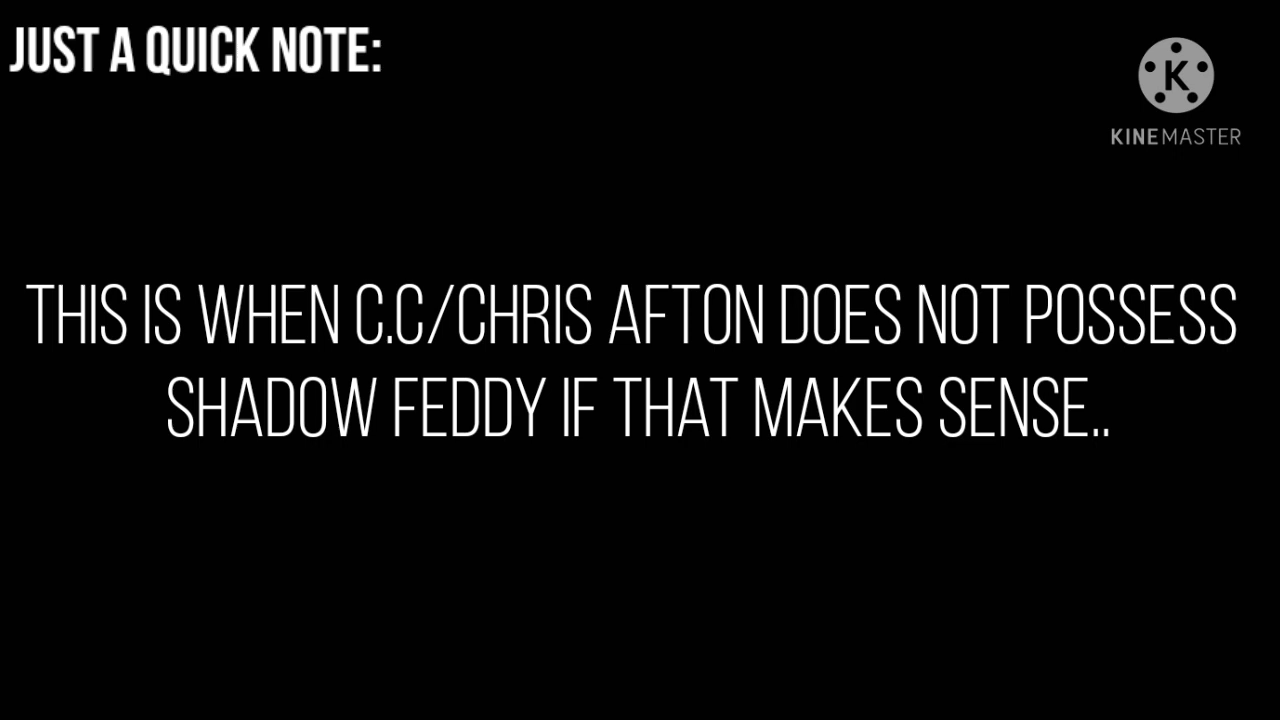 JUST A QUICK NOTE:
K
KINEMASTER
THIS IS WHEN C.C/CHRIS AFTON DOES NOT POSSESS
SHADOW FEDDY IF THAT MAKES SENSE..